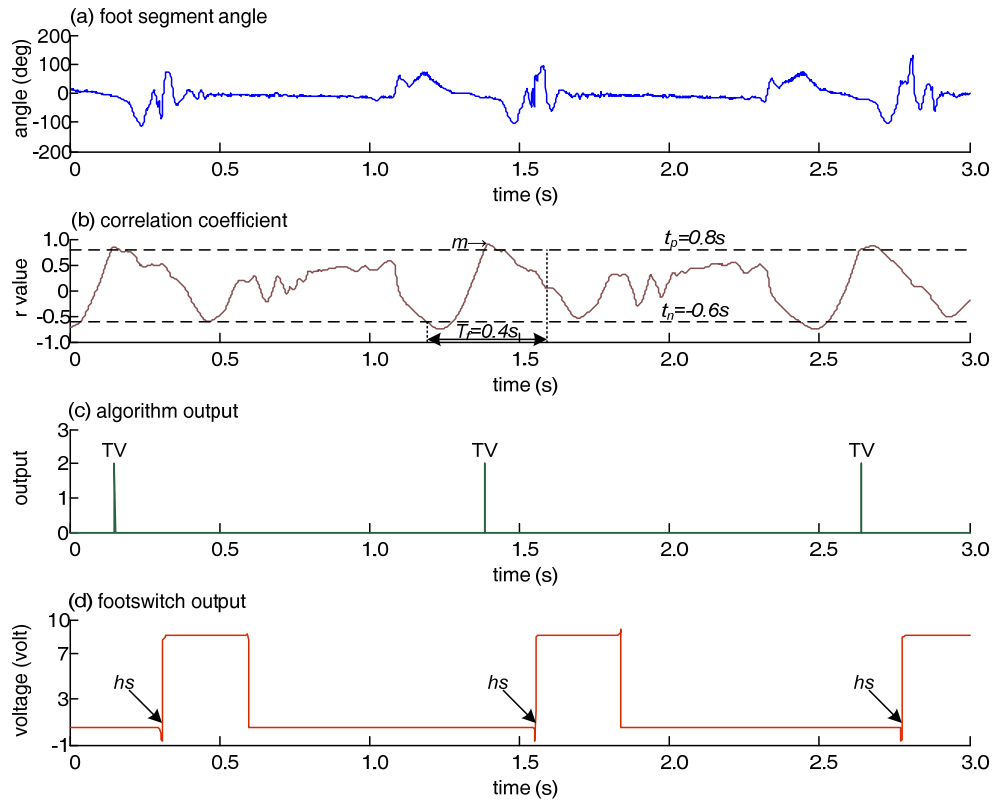 (a) foot segment angle
200
100
0
-100
-200
angle (deg)
0 0.5 1.0 1.5 2.0 2.5 3.0
time (s)
(b) correlation coefficient
1.0
0.5
0
-0.5
-1.0
r value
m→
tp=0.8s
tn=-0.6s
Tf=0.4s
0 0.5 1.0 1.5 2.0 2.5 3.0
time (s)
(c) algorithm output
3
2
1
0
output
TV TV TV
0 0.5 1.0 1.5 2.0 2.5 3.0
time (s)
(d) footswitch output
10
7
3
-1
voltage (volt)
hs hs hs
0 0.5 1.0 1.5 2.0 2.5 3.0
time (s)